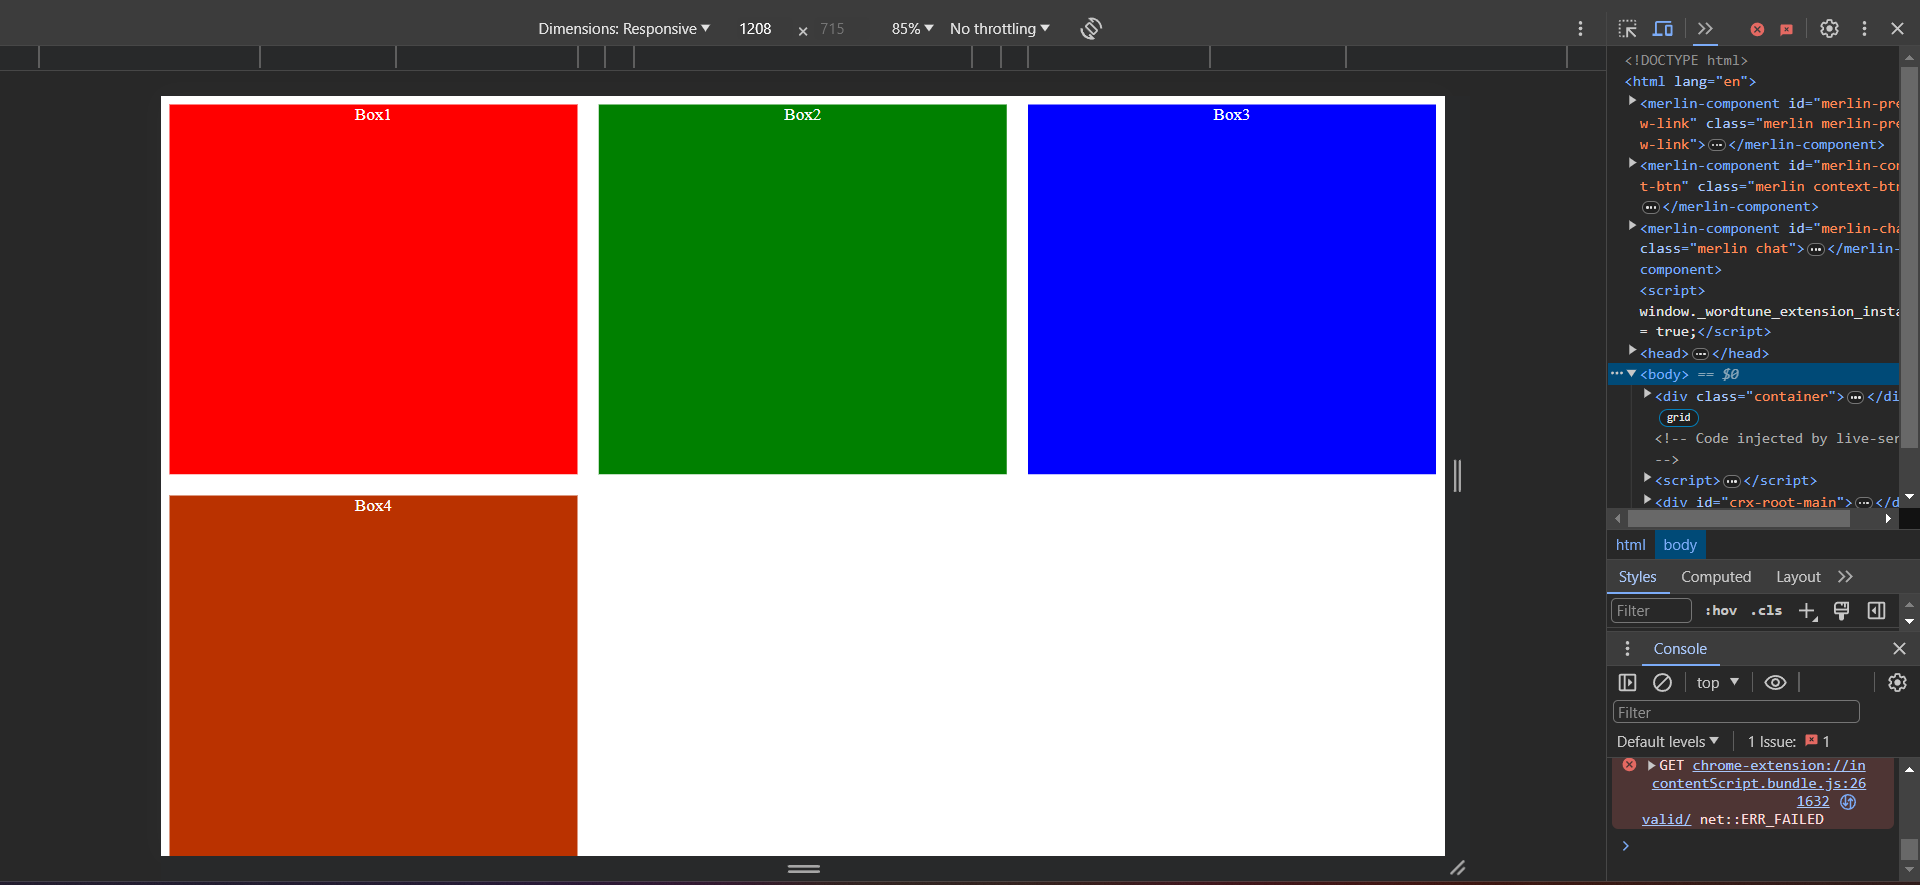 Dimensions: Responsive 1208 × 715 85% No throttling
Box1 Box2 Box3
Box4
<!DOCTYPE html>
<html lang="en">
<merlin-component id="merlin-pre
w-link" class="merlin merlin-pre
w-link"> ••• </merlin-component>
<merlin-component id="merlin-con
t-btn" class="merlin context-btn
••• </merlin-component>
<merlin-component id="merlin-cha
class="merlin chat"> ••• </merlin-
component>
<script>
window._wordtune_extension_insta
= true;</script>
<head> ••• </head>
••• <body> == $0
<div class="container"> ••• </di
grid
<!-- Code injected by live-ser
-->
<script> ••• </script>
<div id="crx-root-main"> ••• </d
html body
Styles Computed Layout
Filter :hov .cls
Console
top
Filter
Default levels 1 Issue: 1
GET chrome-extension://in
contentScript.bundle.js:26
1632
valid/ net::ERR_FAILED